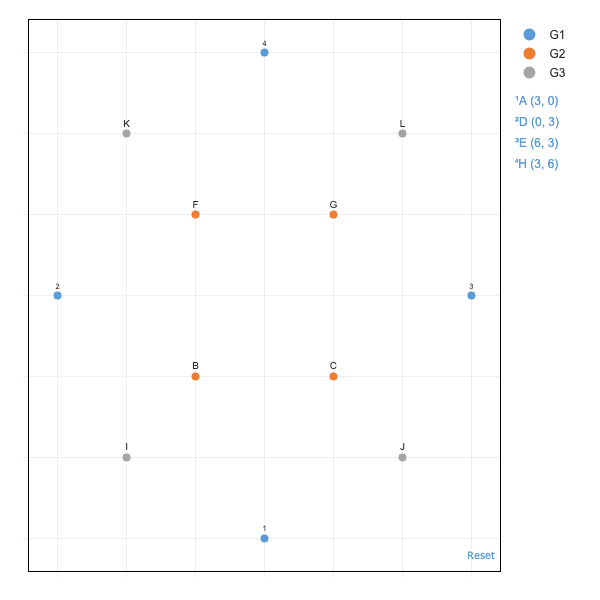 4
K L
F G
2 3
B C
I J
1
Reset
G1
G2
G3
¹A (3, 0)
²D (0, 3)
³E (6, 3)
⁴H (3, 6)